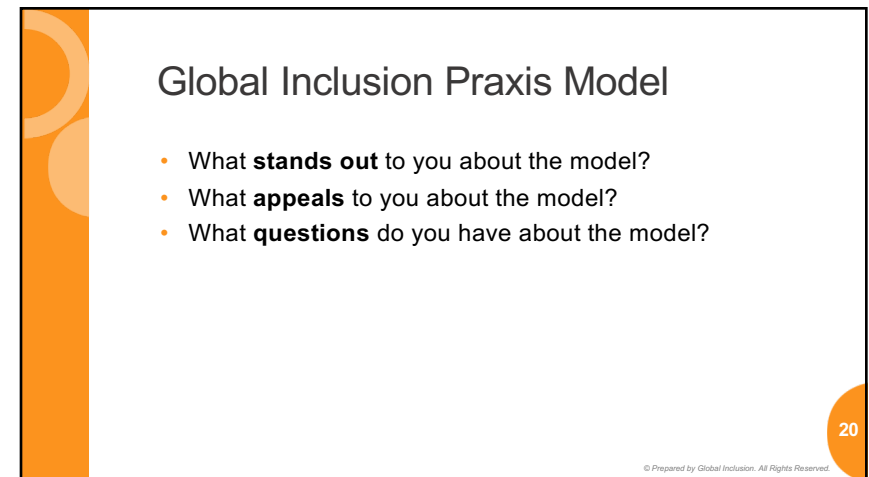 Global Inclusion Praxis Model
• What stands out to you about the model?
• What appeals to you about the model?
• What questions do you have about the model?
20
© Prepared by Global Inclusion. All Rights Reserved.